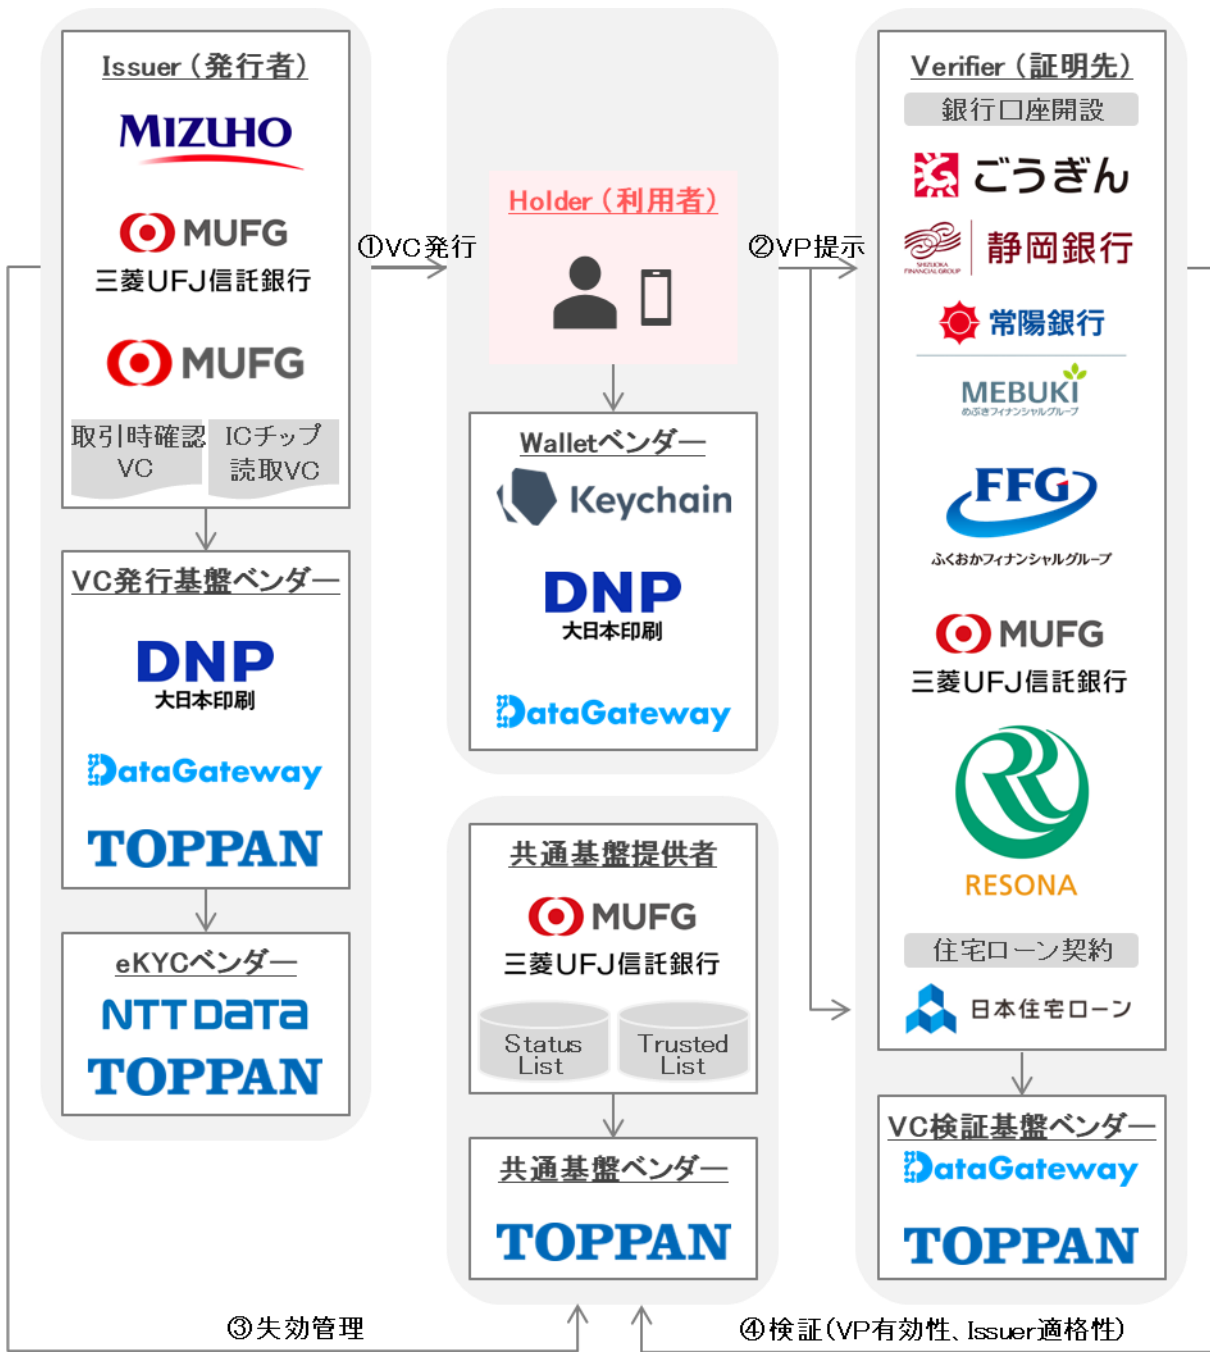 Issuer（発行者）
MIZUHO
MUFG
三菱UFJ信託銀行
MUFG
取引時確認
VC
ICチップ
読取VC
VC発行基盤ベンダー
DNP
大日本印刷
DataGateway
TOPPAN
eKYCベンダー
NTT DATA
TOPPAN
①VC発行
Holder（利用者）
Walletベンダー
Keychain
DNP
大日本印刷
DataGateway
共通基盤提供者
MUFG
三菱UFJ信託銀行
Status
List
Trusted
List
共通基盤ベンダー
TOPPAN
②VP提示
Verifier（証明先）
銀行口座開設
ごうぎん
SHIZUOKA
FINANCIAL GROUP
静岡銀行
常陽銀行
MEBUKI
めぶきフィナンシャルグループ
FFG
ふくおかフィナンシャルグループ
MUFG
三菱UFJ信託銀行
RESONA
住宅ローン契約
日本住宅ローン
VC検証基盤ベンダー
DataGateway
TOPPAN
③失効管理
④検証(VP有効性、Issuer適格性)